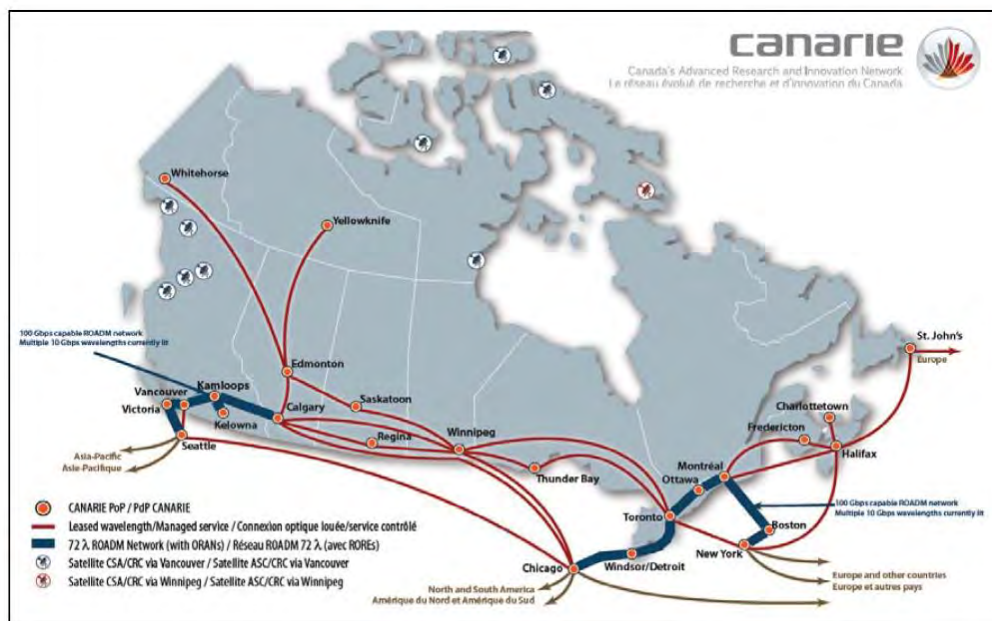 canarie
Canada's Advanced Research and Innovation Network
Le réseau évolué de recherche et d'innovation du Canada
Whitehorse
Yellowknife
100 Gbps capable ROADM network
Multiple 10 Gbps wavelengths currently lit
St. John's
Europe
Edmonton
Kamloops
Vancouver
Saskatoon
Charlottetown
Victoria
Calgary
Kelowna
Fredericton
Winnipeg
Regina
Seattle
Halifax
Asia-Pacific
Asie-Pacifique
Montréal
Thunder Bay
Ottawa
100 Gbps capable ROADM network
Multiple 10 Gbps wavelengths currently lit
Toronto
Boston
New York
Windsor/Detroit
Chicago
Europe and other countries
Europe et autres pays
North and South America
Amérique du Nord et Amérique du Sud
CANARIE PoP / PdP CANARIE
Leased wavelength/Managed service / Connexion optique louée/service contrôlé
72 λ ROADM Network (with ORANs) / Réseau ROADM 72 λ (avec ROREs)
Satellite CSA/CRC via Vancouver / Satellite ASC/CRC via Vancouver
Satellite CSA/CRC via Winnipeg / Satellite ASC/CRC via Winnipeg